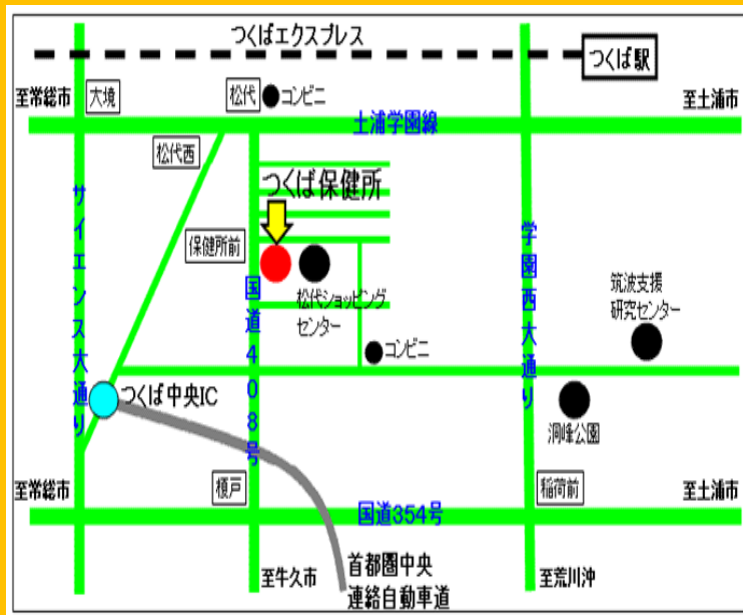 つくばエクスプレス
つくば駅
至常総市
大境
松代
コンビニ
至土浦市
土浦学園線
松代西
つくば保健所
サイエンス大通り
保健所前
国道408号
松代ショッピング
センター
学園西大通り
筑波支援
研究センター
コンビニ
つくば中央IC
洞峰公園
至常総市
榎戸
稲荷前
至土浦市
国道354号
至牛久市
首都圏中央
連絡自動車道
至荒川沖